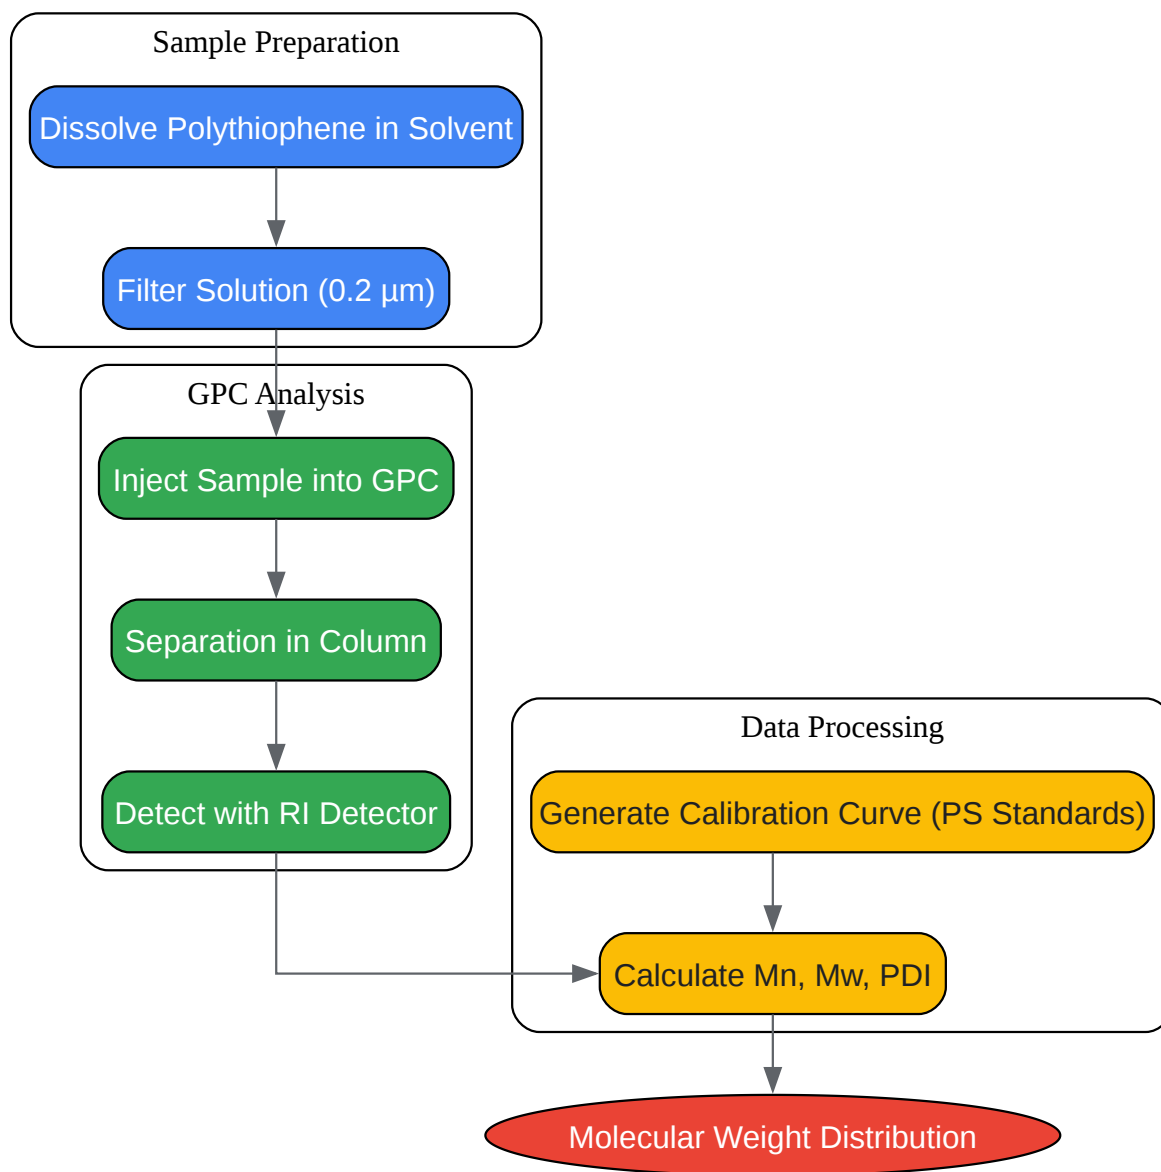 Sample Preparation
Dissolve Polythiophene in Solvent
Filter Solution (0.2 µm)
GPC Analysis
Inject Sample into GPC
Separation in Column
Detect with RI Detector
Data Processing
Generate Calibration Curve (PS Standards)
Calculate Mn, Mw, PDI
Molecular Weight Distribution